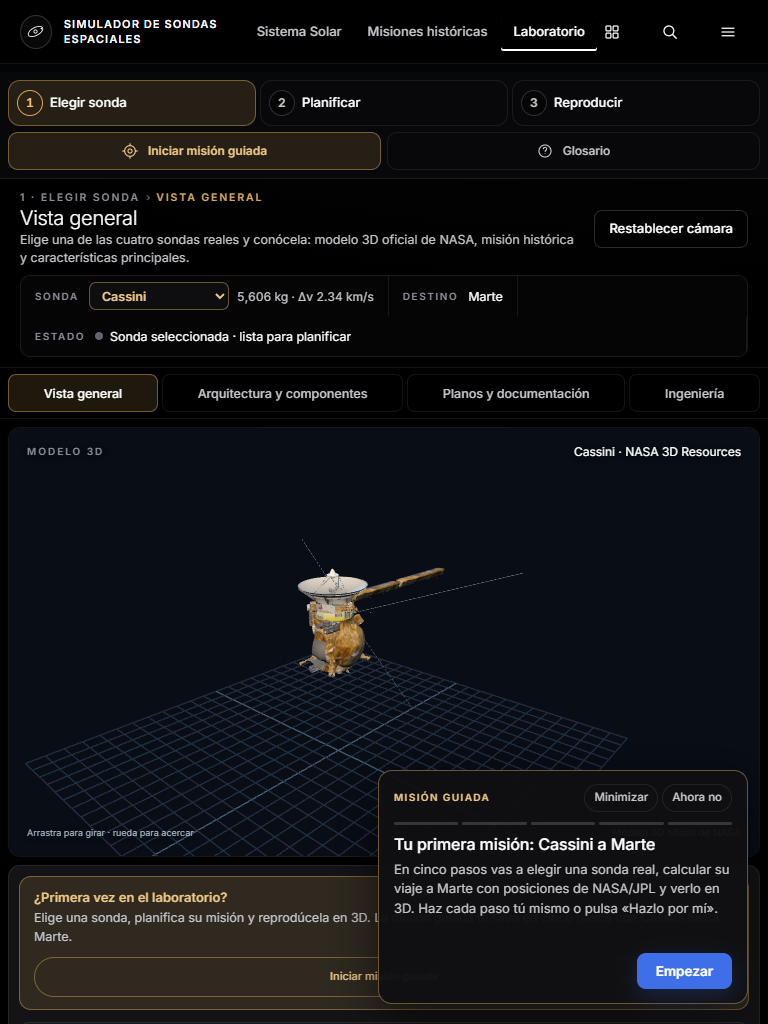 SIMULADOR DE SONDAS
ESPACIALES
Sistema Solar
Misiones históricas
Laboratorio
1 Elegir sonda
2 Planificar
3 Reproducir
Iniciar misión guiada
Glosario
1 · ELEGIR SONDA › VISTA GENERAL
Vista general
Elige una de las cuatro sondas reales y conócela: modelo 3D oficial de NASA, misión histórica
y características principales.
Restablecer cámara
SONDA Cassini 5,606 kg · Δv 2.34 km/s
DESTINO Marte
ESTADO Sonda seleccionada · lista para planificar
Vista general
Arquitectura y componentes
Planos y documentación
Ingeniería
MODELO 3D
Cassini · NASA 3D Resources
Arrastra para girar · rueda para acercar
MISIÓN GUIADA
Minimizar
Ahora no
Tu primera misión: Cassini a Marte
En cinco pasos vas a elegir una sonda real, calcular su
viaje a Marte con posiciones de NASA/JPL y verlo en
3D. Haz cada paso tú mismo o pulsa «Hazlo por mí».
Empezar
¿Primera vez en el laboratorio?
Elige una sonda, planifica su misión y reprodúcela en 3D.
Marte.
Iniciar